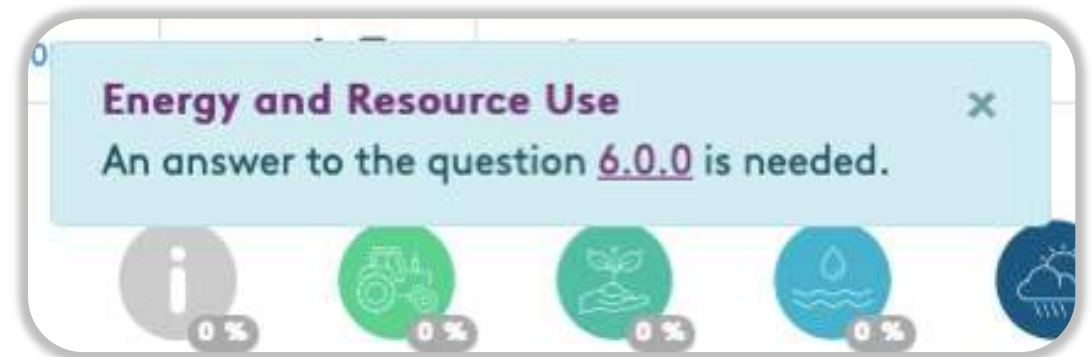 Energy and Resource Use
×
An answer to the question 6.0.0 is needed.
0 % 0 % 0 % 0 %